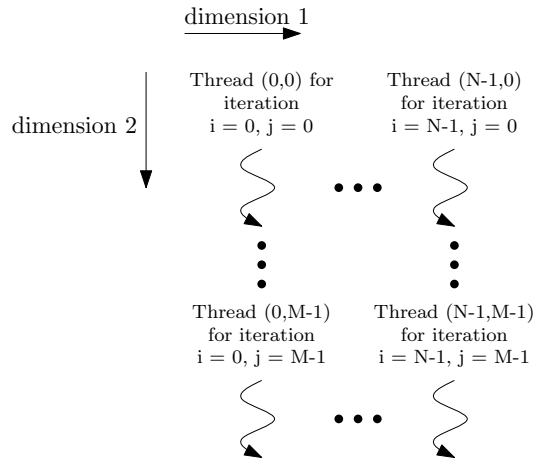 dimension 1
dimension 2
Thread (0,0) for
iteration
i = 0, j = 0
Thread (N-1,0)
for iteration
i = N-1, j = 0
Thread (0,M-1)
for iteration
i = 0, j = M-1
Thread (N-1,M-1)
for iteration
i = N-1, j = M-1